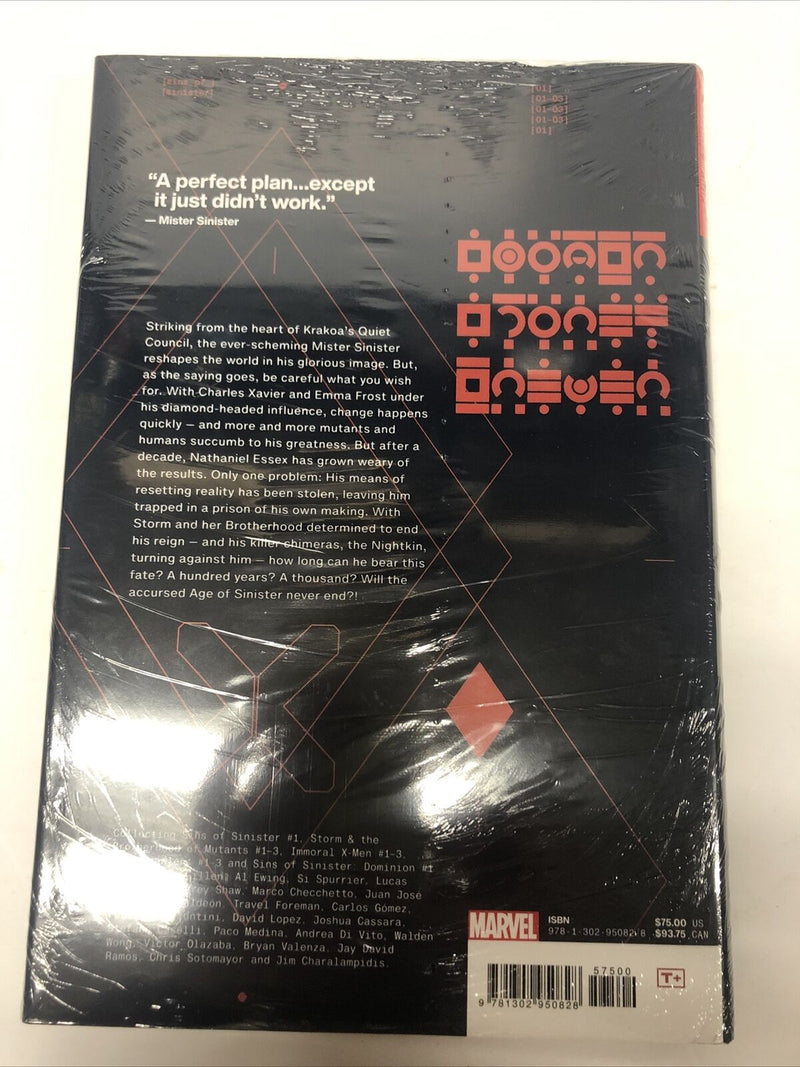 [sins of]
[sinister]
[01]
[01-03]
[01-03]
[01-03]
[01]
“A perfect plan...except
it just didn’t work.”
— Mister Sinister
Striking from the heart of Krakoa’s Quiet
Council, the ever-scheming Mister Sinister
reshapes the world in his glorious image. But,
as the saying goes, be careful what you wish
for. With Charles Xavier and Emma Frost under
his diamond-headed influence, change happens
quickly — and more and more mutants and
humans succumb to his greatness. But after a
decade, Nathaniel Essex has grown weary of
the results. Only one problem: His means of
resetting reality has been stolen, leaving him
trapped in a prison of his own making. With
Storm and her Brotherhood determined to end
his reign — and his killer chimeras, the Nightkin,
turning against him — how long can he bear this
fate? A hundred years? A thousand? Will the
accursed Age of Sinister never end?!
Collecting Sins of Sinister #1, Storm & the
Brotherhood of Mutants #1-3, Immoral X-Men #1-3,
#1-3 and Sins of Sinister: Dominion #1
Al Ewing, Si Spurrier, Lucas
Shaw, Marco Checchetto, Juan José
Travel Foreman, Carlos Gómez,
David Lopez, Joshua Cassara,
Paco Medina, Andrea Di Vito, Walden
Wong, Victor Olazaba, Bryan Valenza, Jay David
Ramos, Chris Sotomayor and Jim Charalampidis.
MARVEL
ISBN
978-1-302-95082-8
$75.00 US
$93.75 CAN
57500
9 781302 950828
T+